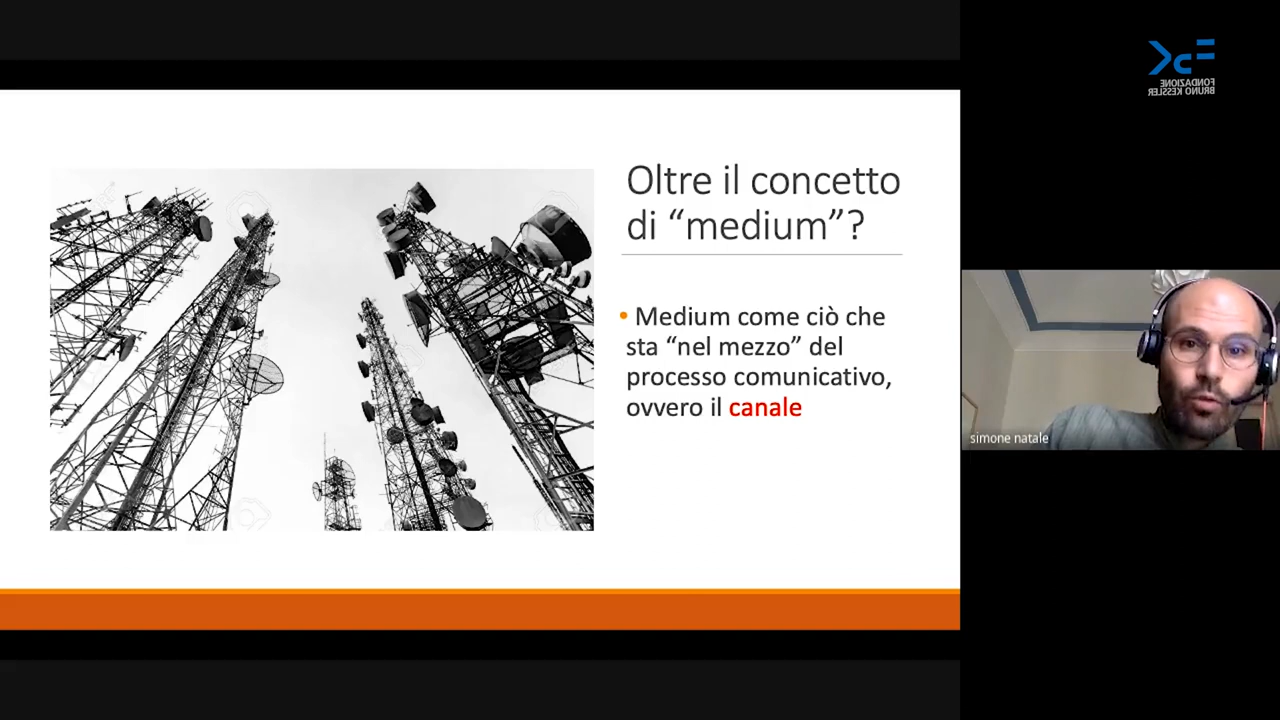 FONDAZIONE
BRUNO KESSLER
Oltre il concetto
di “medium”?
• Medium come ciò che
sta “nel mezzo” del
processo comunicativo,
ovvero il canale
simone natale